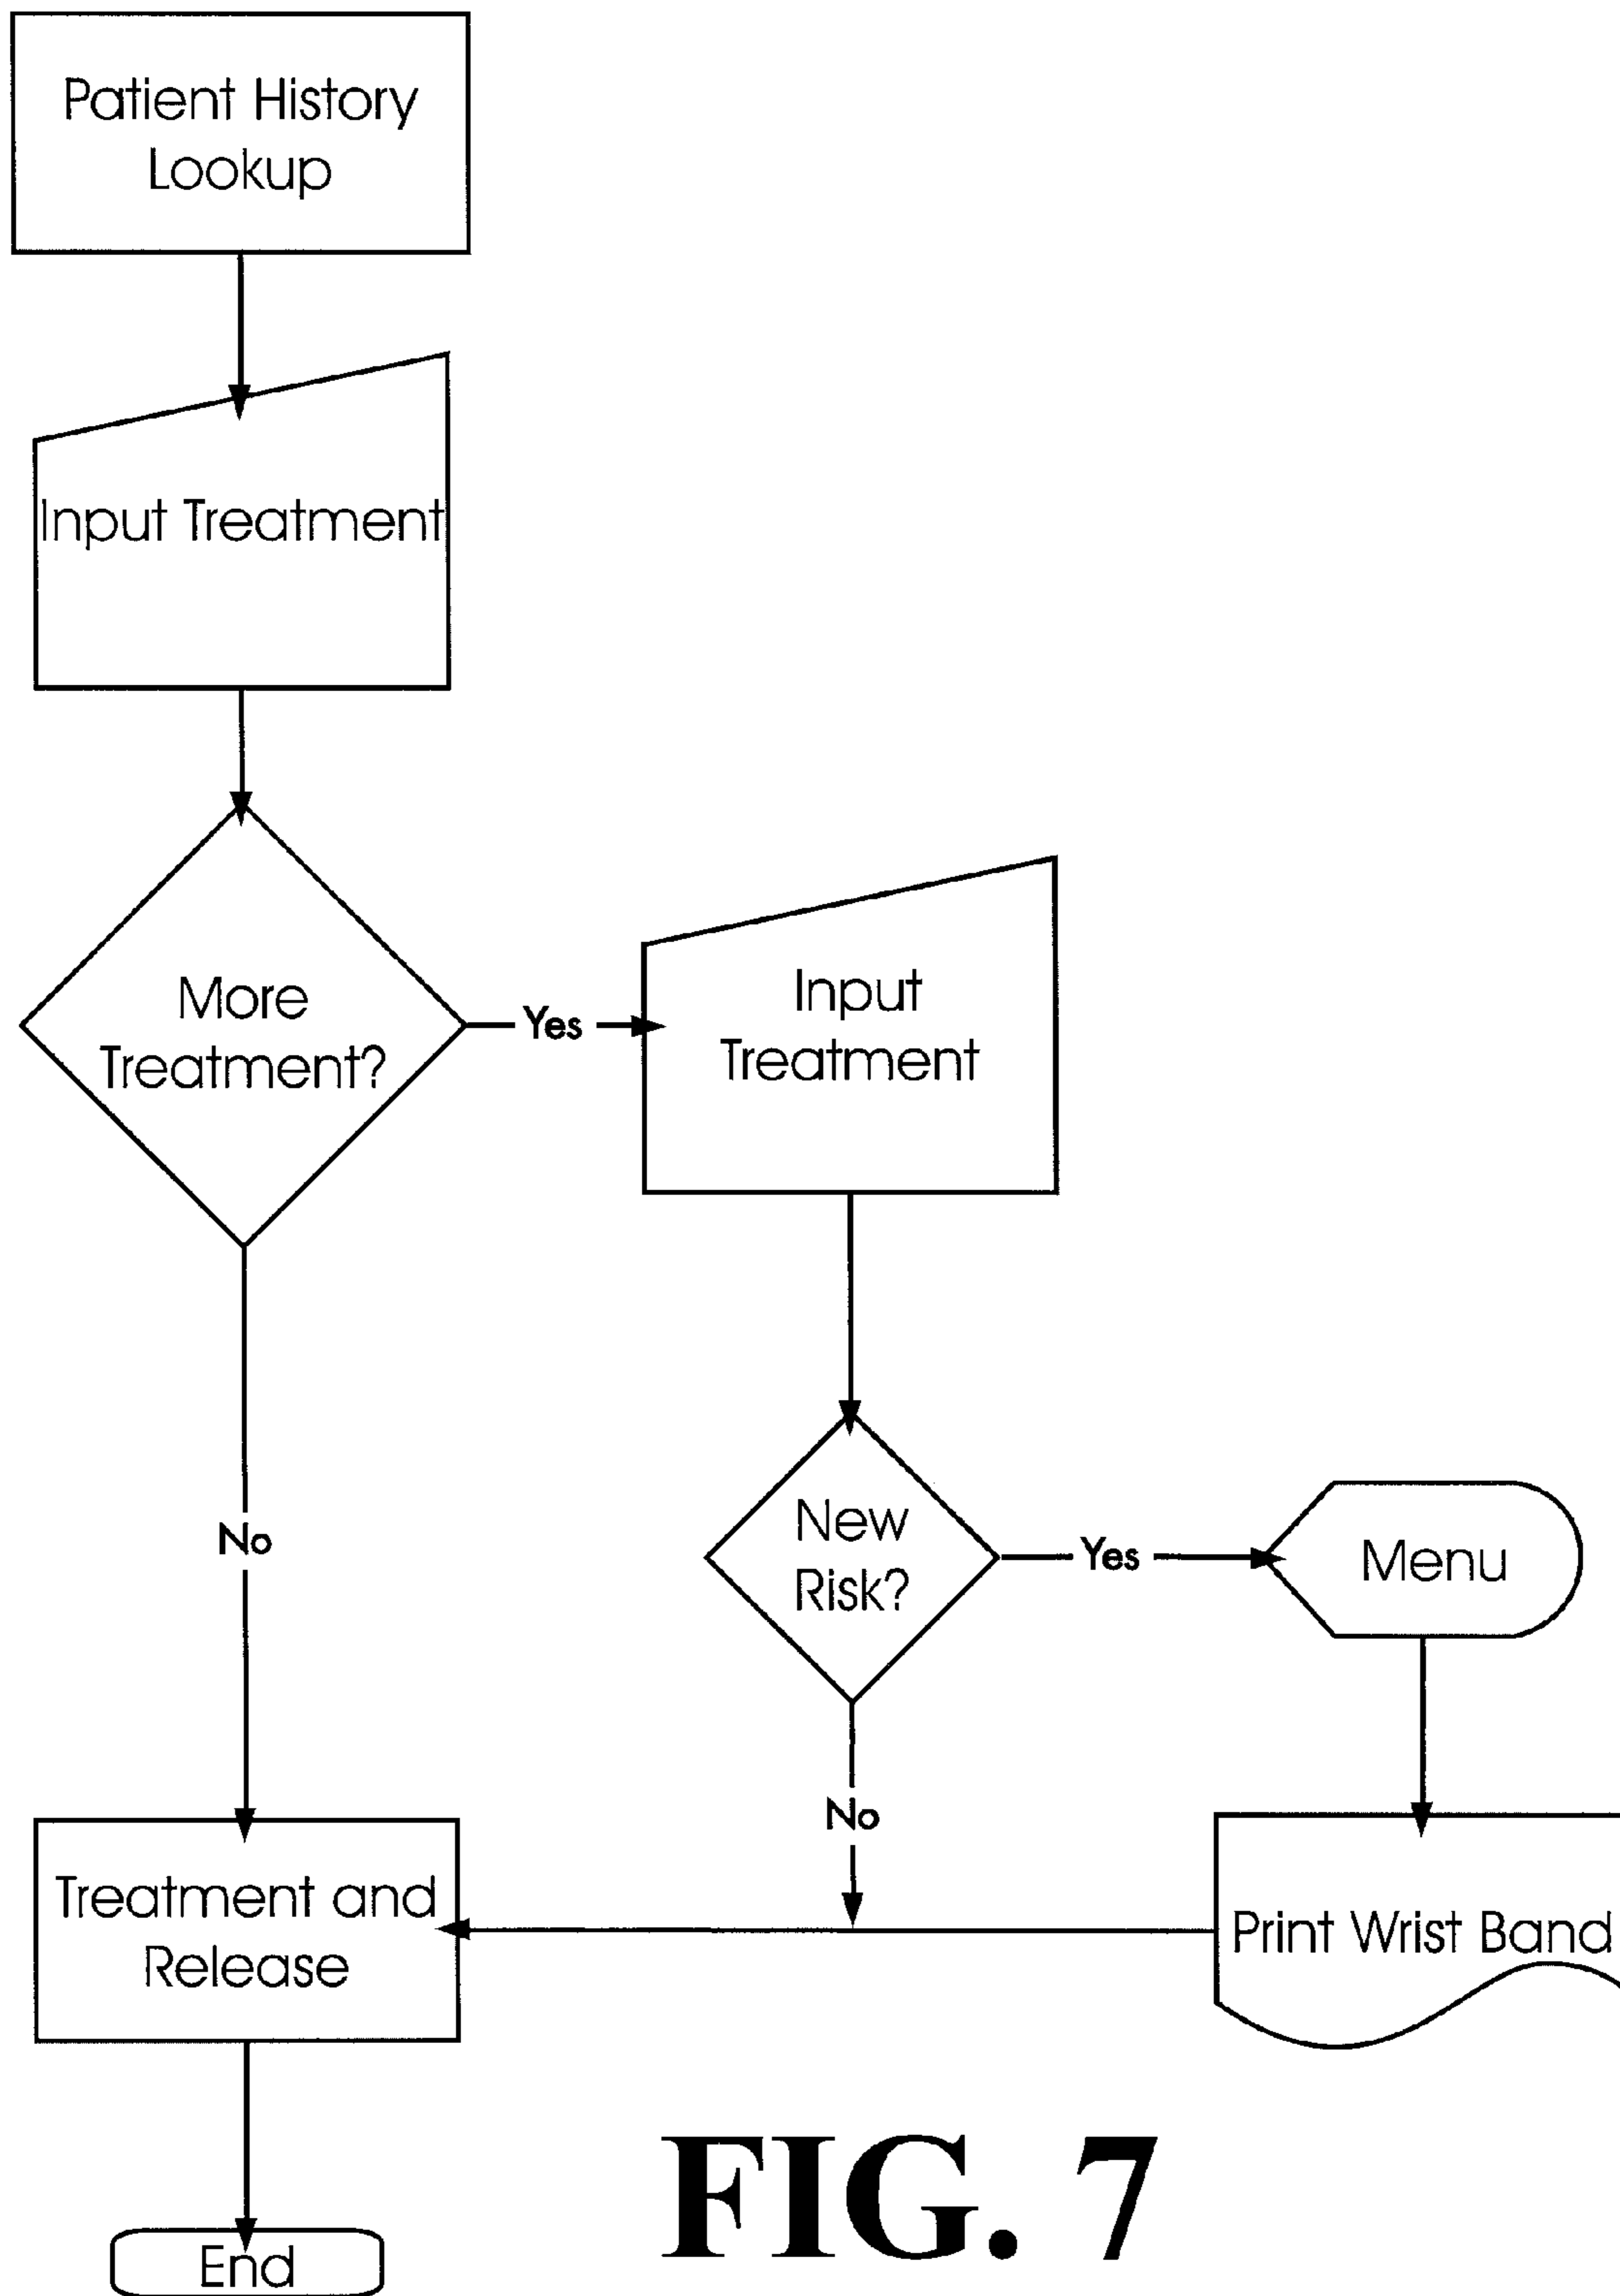 Patient History
Lookup
Input Treatment
More
Treatment?
Yes
Input
Treatment
New
Risk?
Yes
Menu
No
No
Treatment and
Release
Print Wrist Band
End
FIG. 7